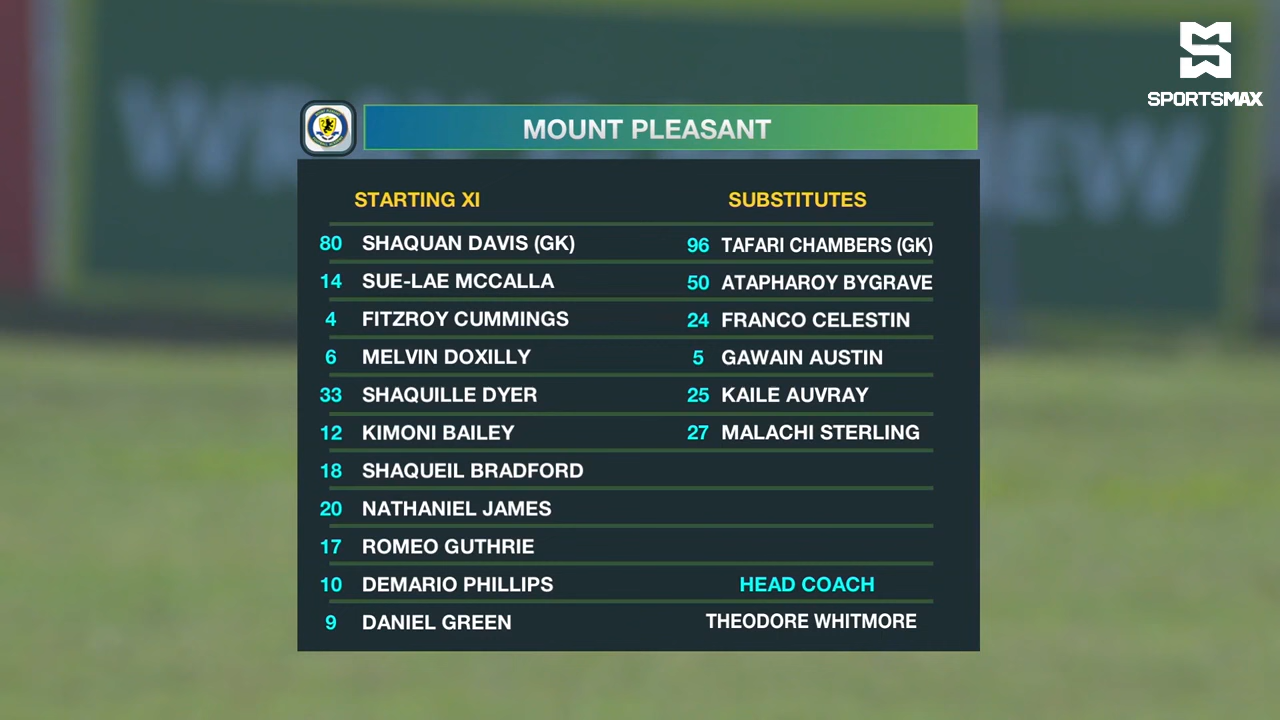 SPORTSMAX
MOUNT PLEASANT
STARTING XI
80 SHAQUAN DAVIS (GK)
14 SUE-LAE MCCALLA
4 FITZROY CUMMINGS
6 MELVIN DOXILLY
33 SHAQUILLE DYER
12 KIMONI BAILEY
18 SHAQUEIL BRADFORD
20 NATHANIEL JAMES
17 ROMEO GUTHRIE
10 DEMARIO PHILLIPS
9 DANIEL GREEN
SUBSTITUTES
96 TAFARI CHAMBERS (GK)
50 ATAPHAROY BYGRAVE
24 FRANCO CELESTIN
5 GAWAIN AUSTIN
25 KAILE AUVRAY
27 MALACHI STERLING
HEAD COACH
THEODORE WHITMORE